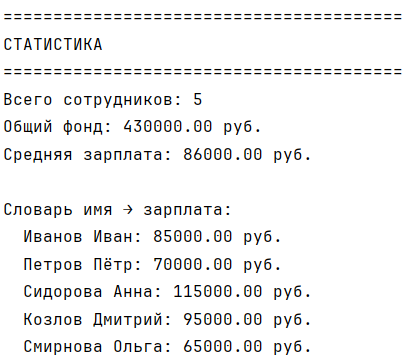 ========================================
СТАТИСТИКА
========================================
Всего сотрудников: 5
Общий фонд: 430000.00 руб.
Средняя зарплата: 86000.00 руб.

Словарь имя → зарплата:
  Иванов Иван: 85000.00 руб.
  Петров Пётр: 70000.00 руб.
  Сидорова Анна: 115000.00 руб.
  Козлов Дмитрий: 95000.00 руб.
  Смирнова Ольга: 65000.00 руб.